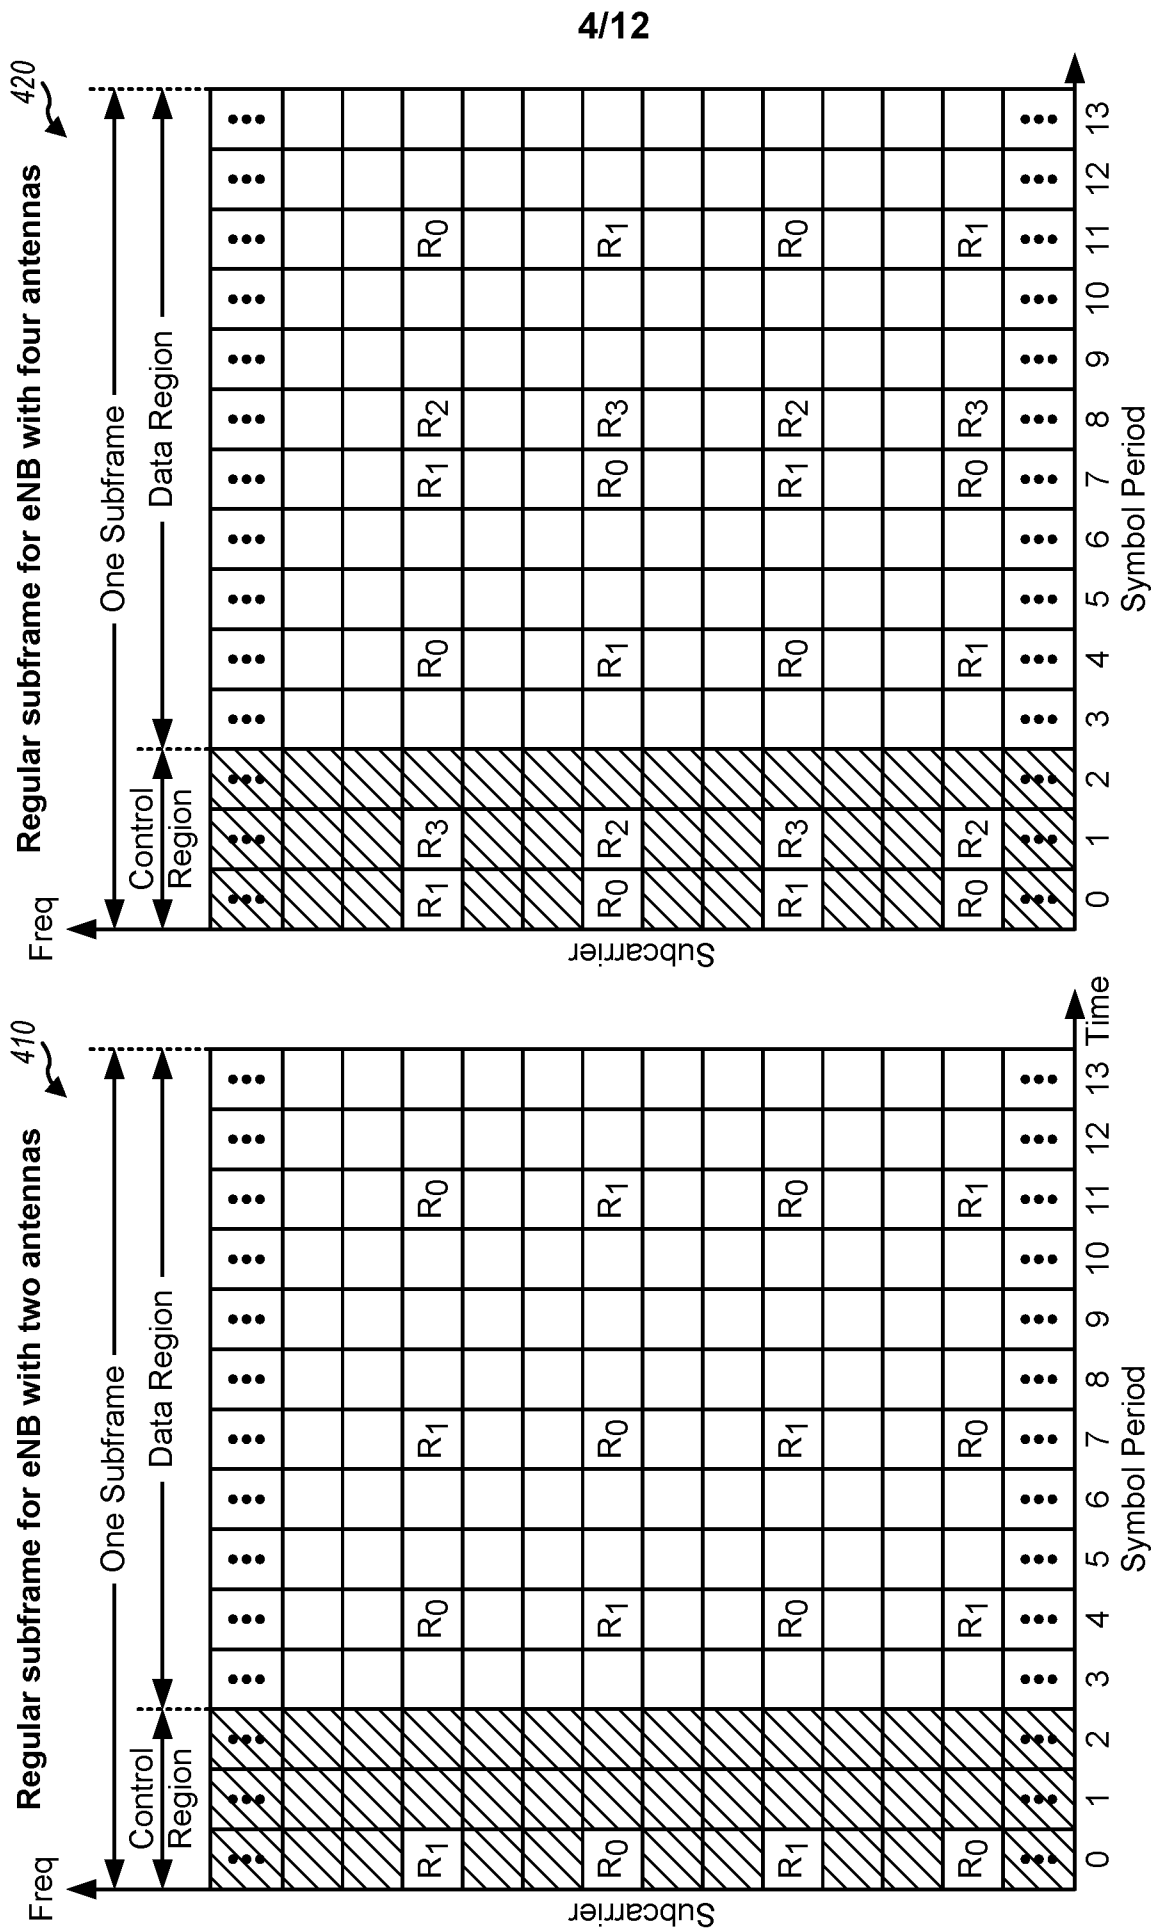 4/12
Regular subframe for eNB with two antennas
410
Freq
One Subframe
Control
Region
Data Region
Subcarrier
R1 R0 R1 R0
R0 R1 R0 R1
R1 R0 R1 R0
R0 R1 R0 R1
0 1 2 3 4 5 6 7 8 9 10 11 12 13 Time
Symbol Period
Regular subframe for eNB with four antennas
420
Freq
One Subframe
Control
Region
Data Region
Subcarrier
R1 R3 R0 R1 R2 R0
R0 R2 R1 R0 R3 R1
R1 R3 R0 R1 R2 R0
R0 R2 R1 R0 R3 R1
0 1 2 3 4 5 6 7 8 9 10 11 12 13
Symbol Period